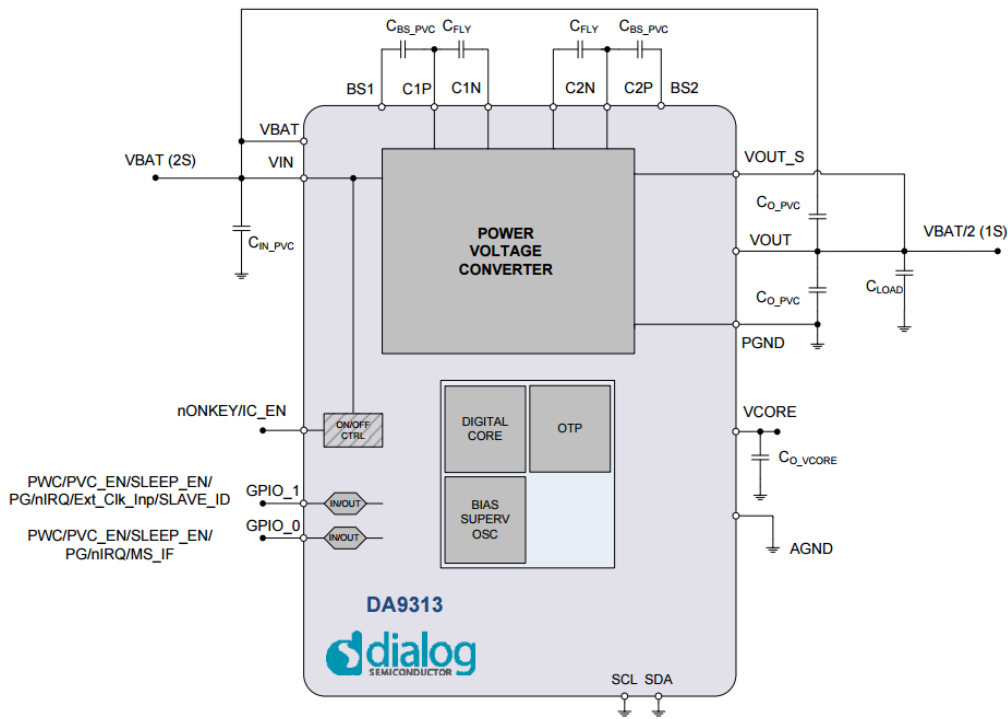 CBS_PVC CFLY CFLY CBS_PVC
BS1 C1P C1N C2N C2P BS2
VBAT
VBAT (2S) VIN
VOUT_S
CIN_PVC
POWER
VOLTAGE
CONVERTER
CO_PVC
VOUT
VBAT/2 (1S)
CO_PVC
CLOAD
PGND
nONKEY/IC_EN
ON/OFF
CTRL
DIGITAL
CORE
OTP
VCORE
CO_VCORE
PWC/PVC_EN/SLEEP_EN/
PG/nIRQ/Ext_Clk_Inp/SLAVE_ID
GPIO_1
IN/OUT
PWC/PVC_EN/SLEEP_EN/
PG/nIRQ/MS_IF
GPIO_0
IN/OUT
BIAS
SUPERV
OSC
AGND
DA9313
dialog
SEMICONDUCTOR
SCL SDA